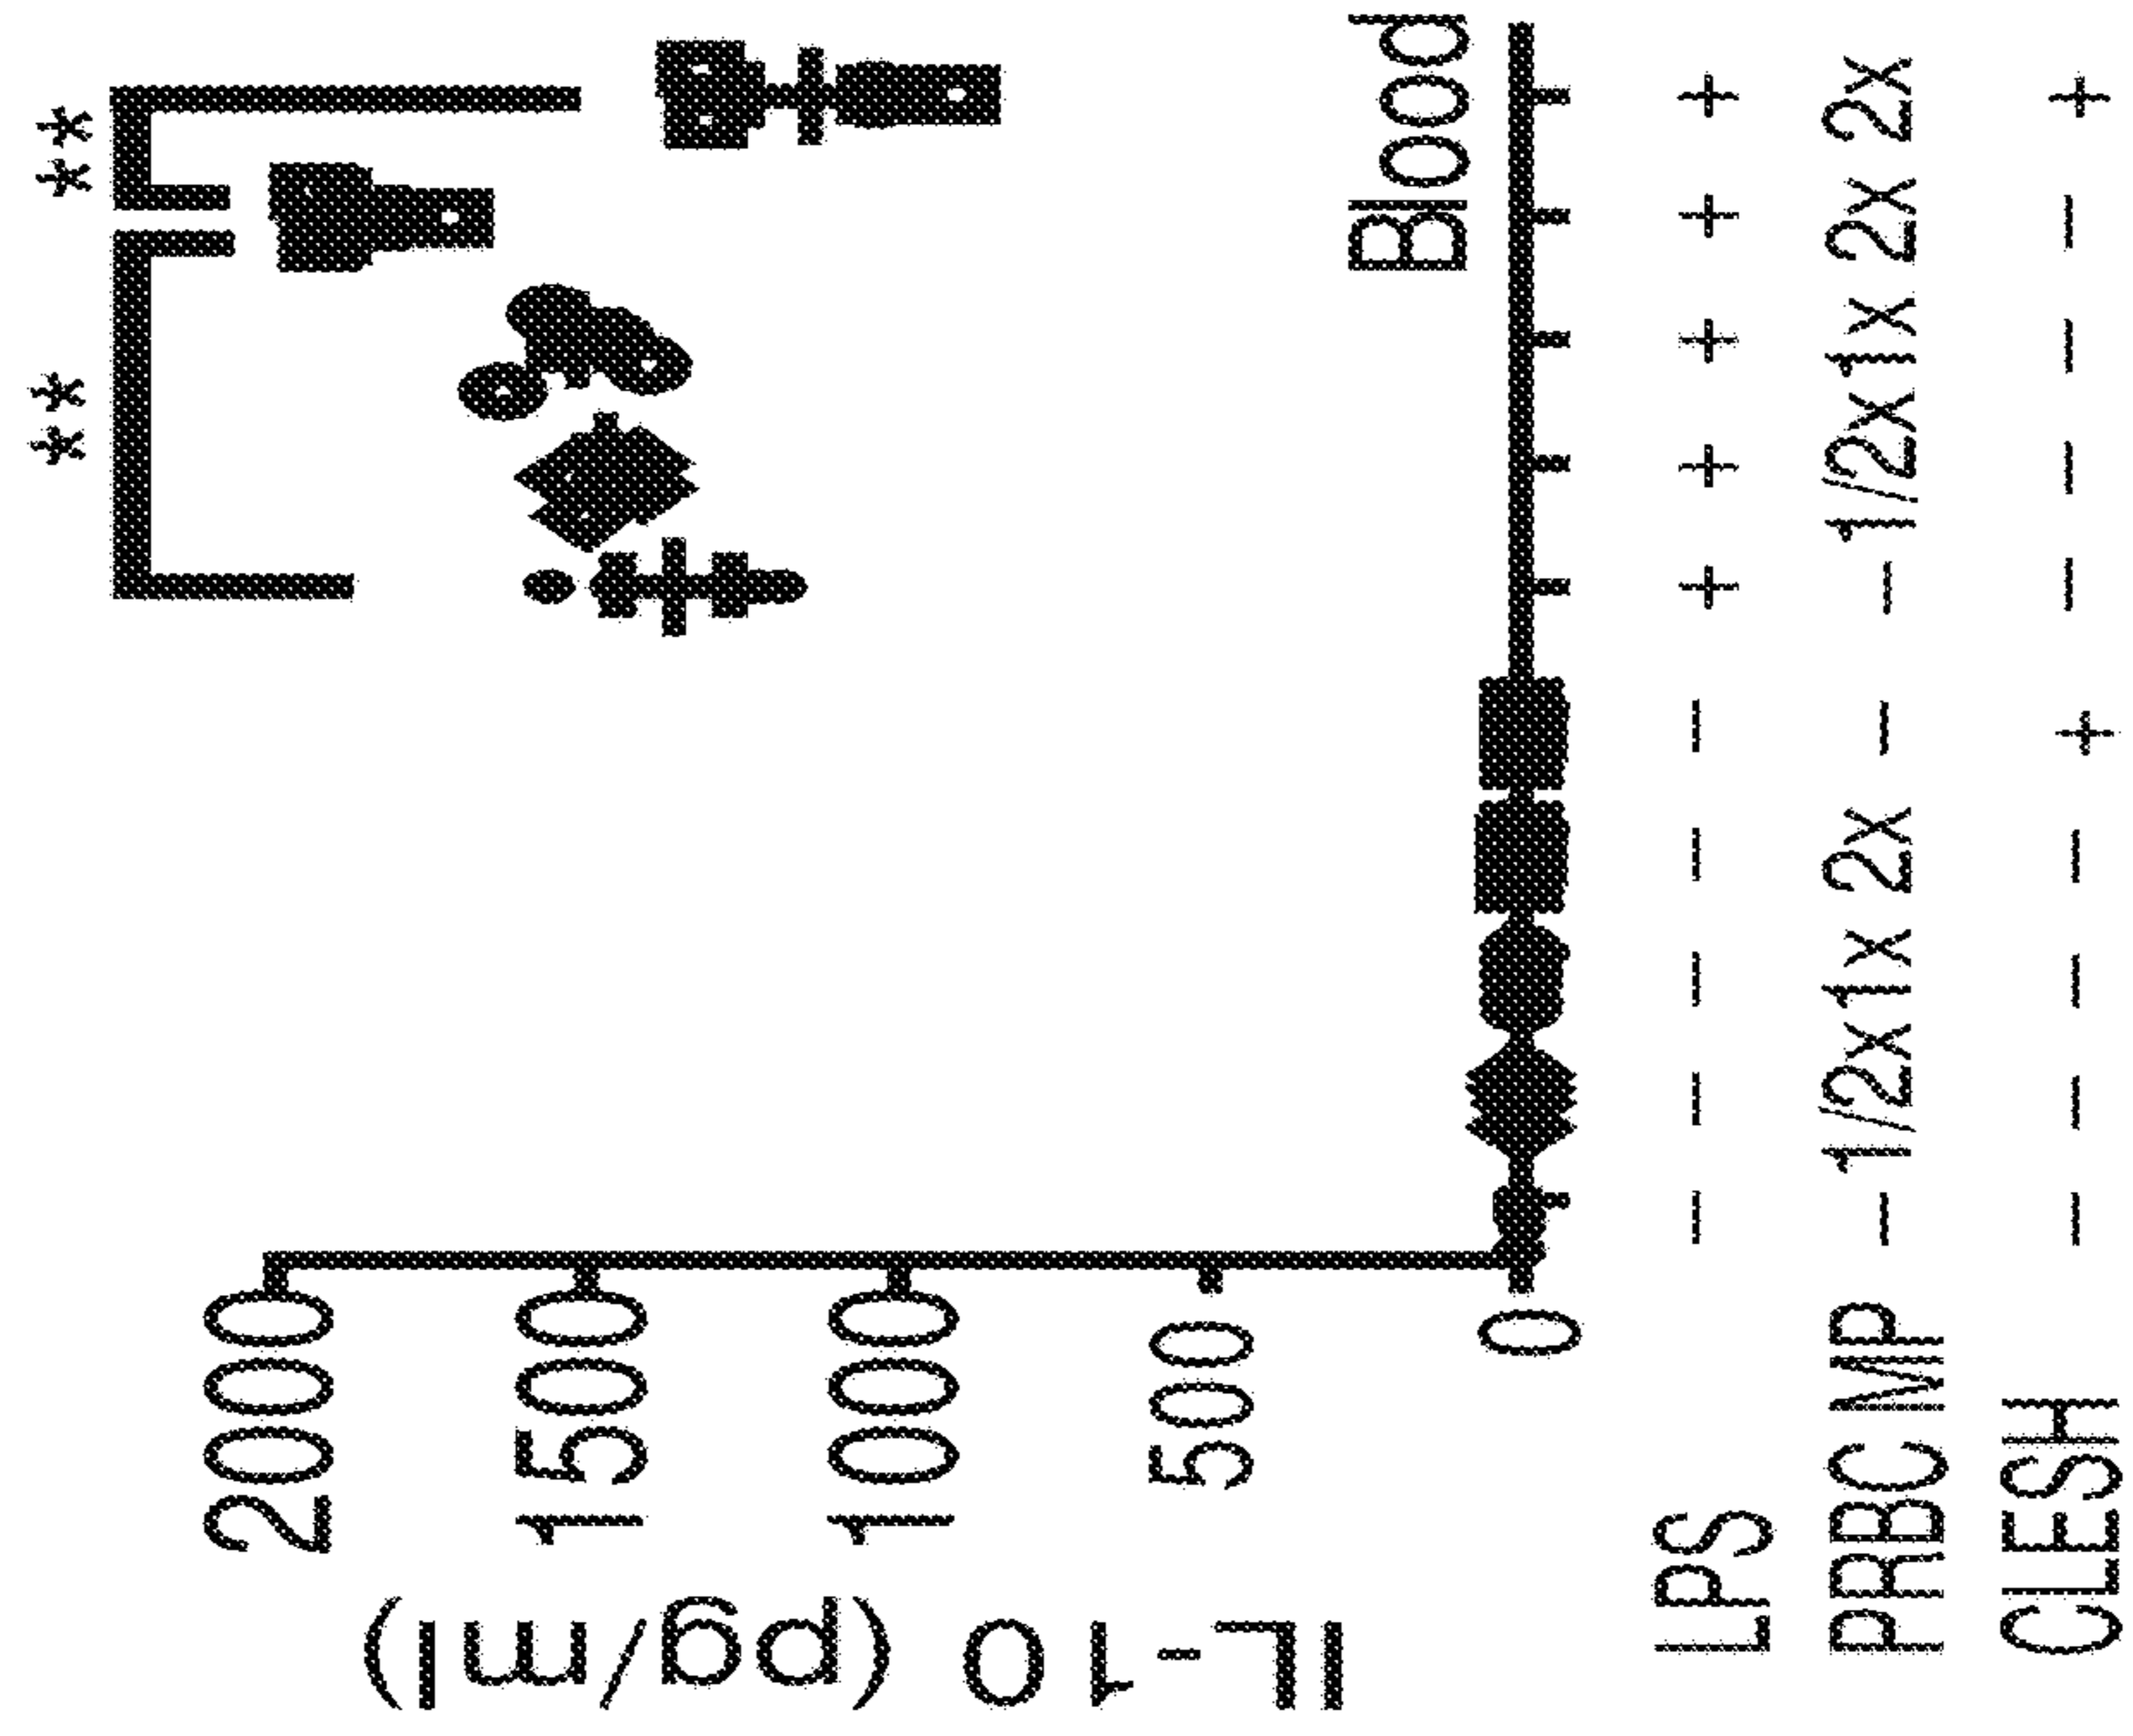 ** **
IL-10 (pg/ml)
2000
1500
1000
500
0
Blood
LPS - - - - - + + + + +
PRBC MP - 1/2x 1x 2x - - 1/2x 1x 2x 2x
CLESH - - - - + - - - - +